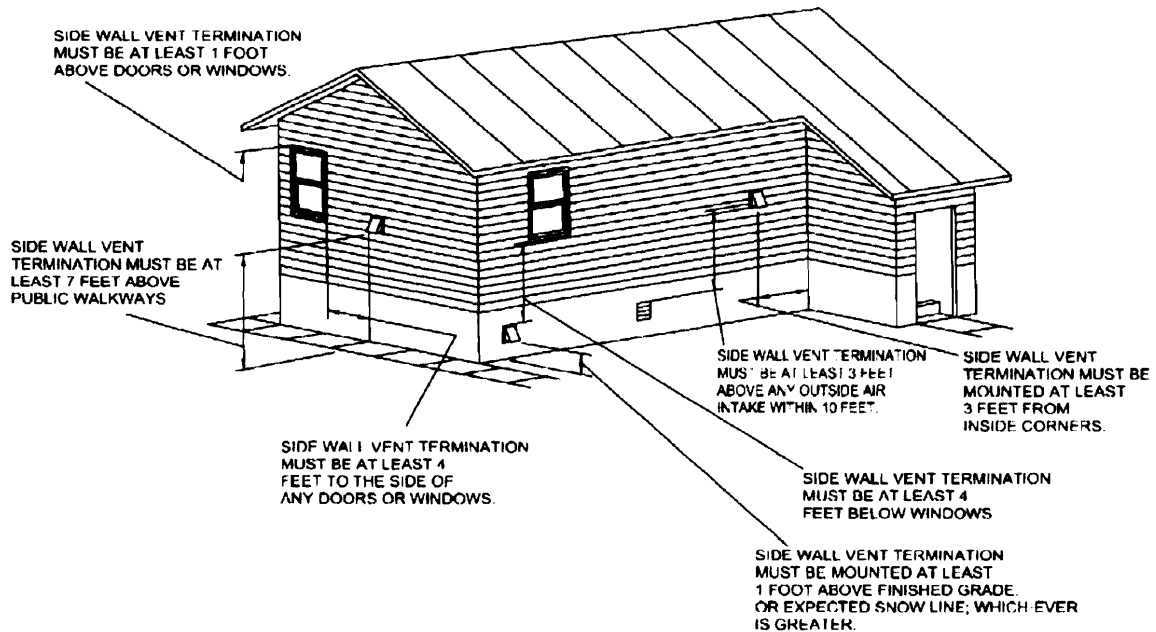 SIDE WALL VENT TERMINATION
MUST BE AT LEAST 1 FOOT
ABOVE DOORS OR WINDOWS.
SIDE WALL VENT
TERMINATION MUST BE AT
LEAST 7 FEET ABOVE
PUBLIC WALKWAYS
SIDE WALL VENT TERMINATION
MUST BE AT LEAST 3 FEET
ABOVE ANY OUTSIDE AIR
INTAKE WITHIN 10 FEET.
SIDE WALL VENT
TERMINATION MUST BE
MOUNTED AT LEAST
3 FEET FROM
INSIDE CORNERS.
SIDE WALL VENT TERMINATION
MUST BE AT LEAST 4
FEET TO THE SIDE OF
ANY DOORS OR WINDOWS.
SIDE WALL VENT TERMINATION
MUST BE AT LEAST 4
FEET BELOW WINDOWS
SIDE WALL VENT TERMINATION
MUST BE MOUNTED AT LEAST
1 FOOT ABOVE FINISHED GRADE.
OR EXPECTED SNOW LINE; WHICH-EVER
IS GREATER.